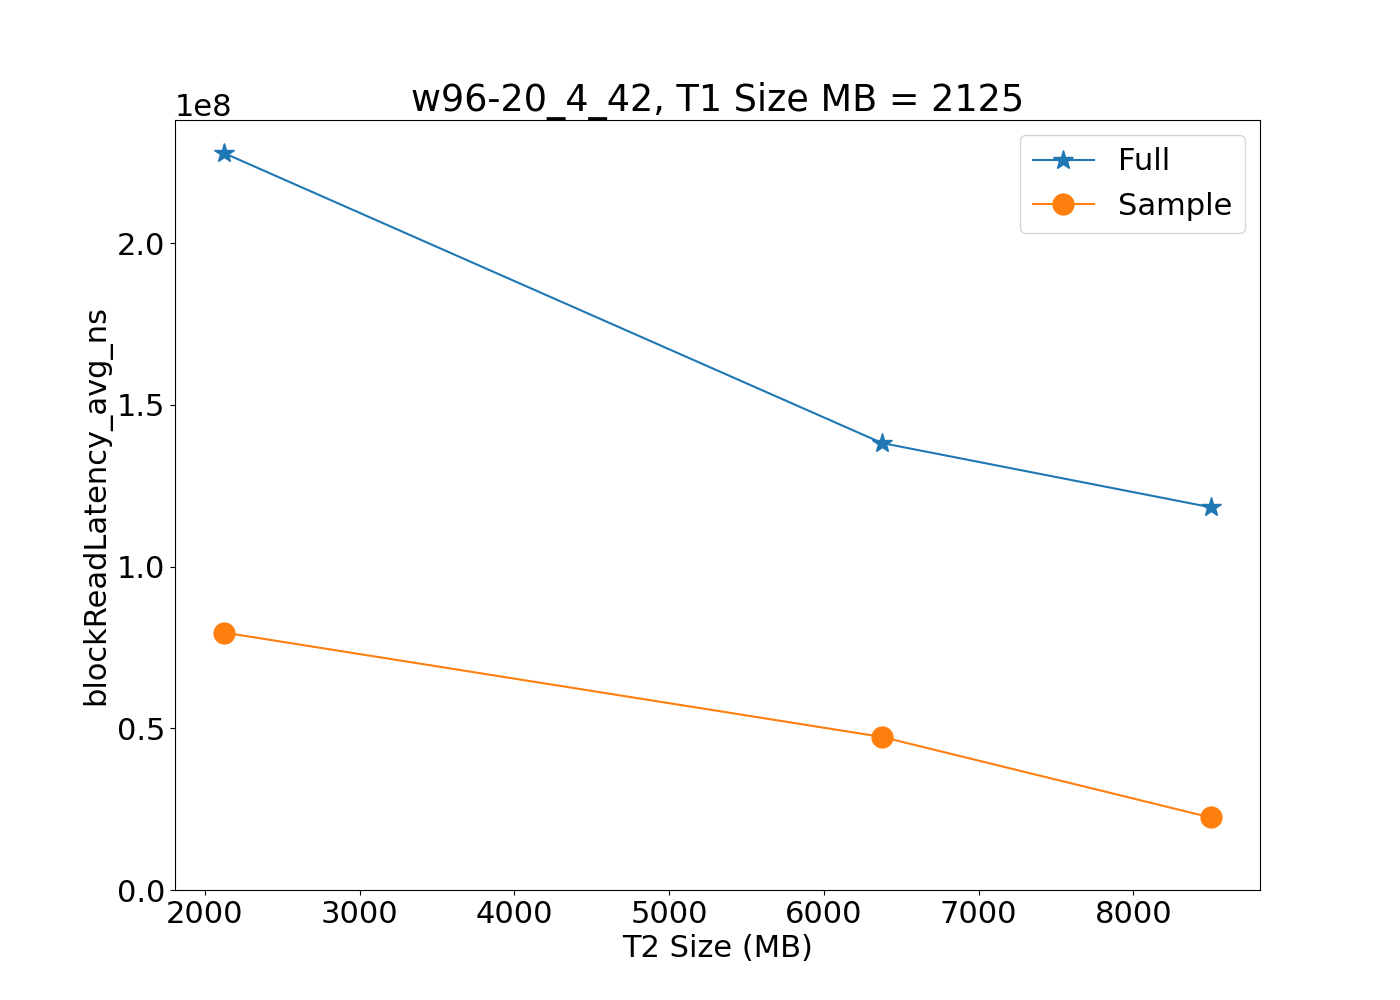 w96-20_4_42, T1 Size MB = 2125
1e8
Full
Sample
2.0
1.5
1.0
0.5
0.0
blockReadLatency_avg_ns
2000 3000 4000 5000 6000 7000 8000
T2 Size (MB)